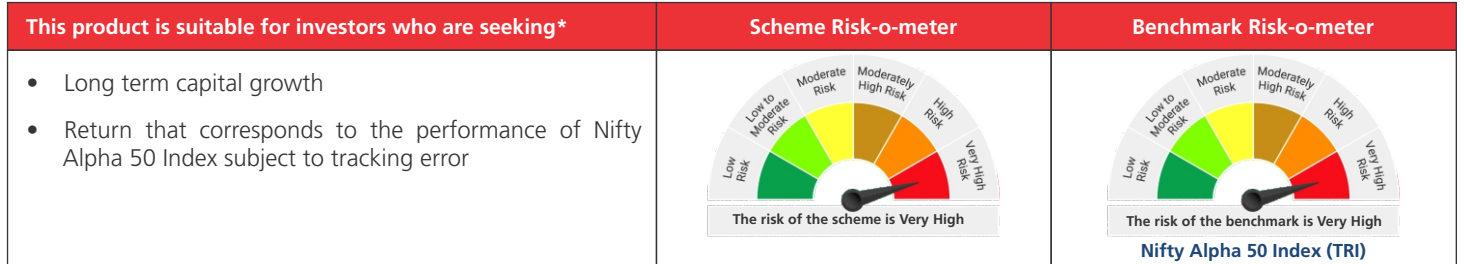 This product is suitable for investors who are seeking*
Scheme Risk-o-meter
Benchmark Risk-o-meter
• Long term capital growth
• Return that corresponds to the performance of Nifty
Alpha 50 Index subject to tracking error
Low
Risk
Low to
Moderate
Risk
Moderate
Risk
Moderately
High Risk
High
Risk
Very High
Risk
The risk of the scheme is Very High
Low
Risk
Low to
Moderate
Risk
Moderate
Risk
Moderately
High Risk
High
Risk
Very High
Risk
The risk of the benchmark is Very High
Nifty Alpha 50 Index (TRI)